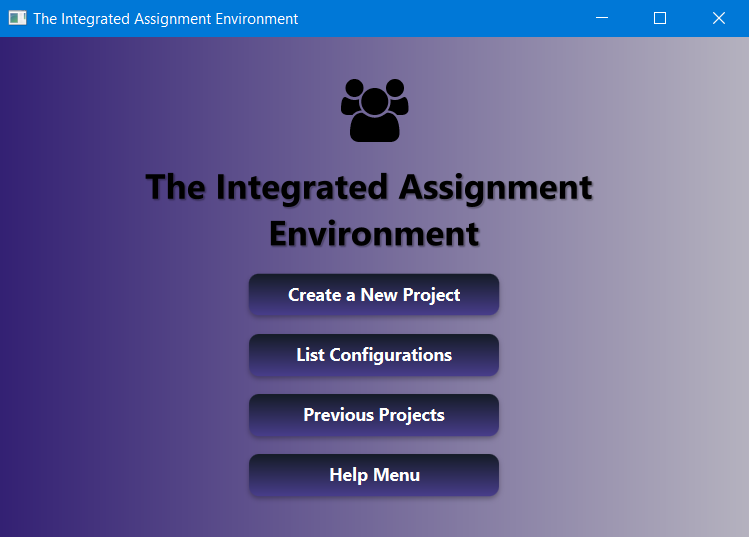 The Integrated Assignment Environment
The Integrated Assignment
Environment
Create a New Project
List Configurations
Previous Projects
Help Menu